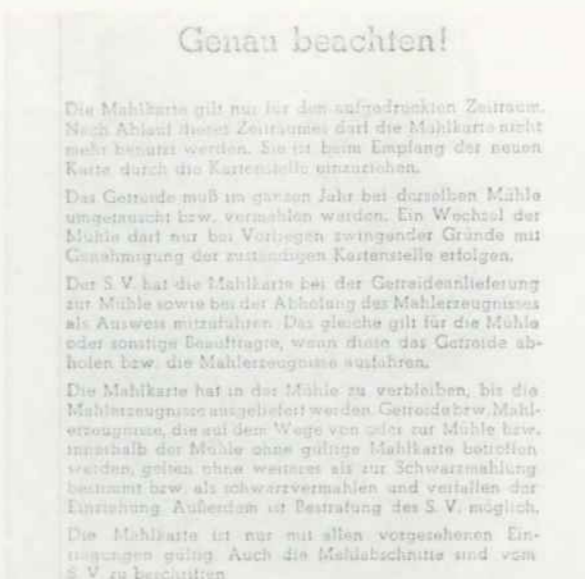 Genau beachten!
Die Mahlkarte gilt nur für den aufgedruckten Zeitraum.
Nach Ablauf dieses Zeitraumes darf die Mahlkarte nicht
mehr benutzt werden. Sie ist beim Empfang der neuen
Karte durch die Kartenstelle einzuziehen.
Das Getreide muß im ganzen Jahr bei derselben Mühle
umgetauscht bzw. vermahlen werden. Ein Wechsel der
Mühle darf nur bei Vorliegen zwingender Gründe mit
Genehmigung der zuständigen Kartenstelle erfolgen.
Der S. V. hat die Mahlkarte bei der Getreideanlieferung
zur Mühle sowie bei der Abholung des Mahlerzeugnisses
als Ausweis mitzuführen. Das gleiche gilt für die Mühle
oder sonstige Beauftragte, wenn diese das Getreide ab-
holen bzw. die Mahlerzeugnisse ausfahren.
Die Mahlkarte hat in der Mühle zu verbleiben, bis die
Mahlerzeugnisse ausgeliefert werden. Getreide bzw. Mahl-
erzeugnisse, die auf dem Wege von oder zur Mühle bzw.
innerhalb der Mühle ohne gültige Mahlkarte betroffen
werden, gelten ohne weiteres als zur Schwarzmahlung
bestimmt bzw. als schwarzvermahlen und verfallen der
Einziehung. Außerdem ist Bestrafung des S. V. möglich.
Die Mahlkarte ist nur mit allen vorgesehenen Ein-
tragungen gültig. Auch die Mahlabschnitte sind vom
S. V. zu beschriften